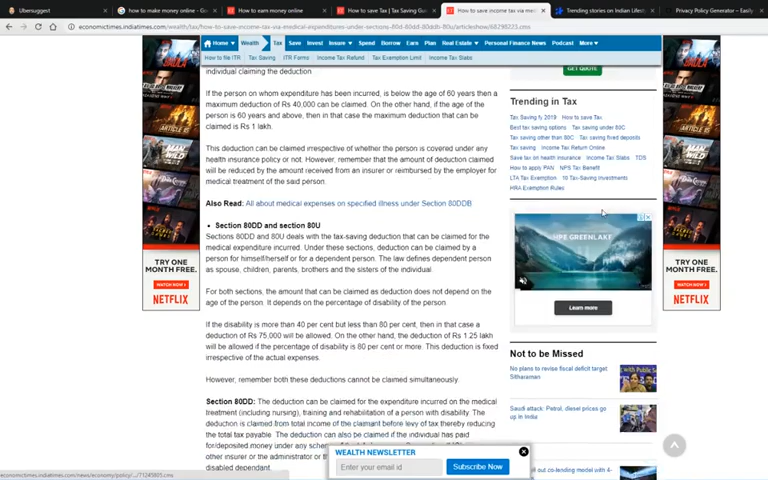 Ubersuggest
how to make money online - Go
How to earn money online
How to save Tax | Tax Saving Gui
How to save income tax via me
Trending stories on Indian Lifest
Privacy Policy Generator – Easily
economictimes.indiatimes.com/wealth/tax/how-to-save-income-tax-via-medical-expenditures-under-sections-80d-80dd-80ddb-80u/articleshow/68298223.cms
Home Wealth Tax Save Invest Insure Spend Borrow Earn Plan Real Estate Personal Finance News Podcast More
How to file ITR Tax Saving ITR Forms Income Tax Refund Tax Exemption Limit Income Tax Slabs
individual claiming the deduction
If the person on whom expenditure has been incurred, is below the age of 60 years then a
maximum deduction of Rs 40,000 can be claimed. On the other hand, if the age of the
person is 60 years and above, then in that case the maximum deduction that can be
claimed is Rs 1 lakh.
This deduction can be claimed irrespective of whether the person is covered under any
health insurance policy or not. However, remember that the amount of deduction claimed
will be reduced by the amount received from an insurer or reimbursed by the employer for
medical treatment of the said person.
Also Read: All about medical expenses on specified illness under Section 80DDB.
• Section 80DD and section 80U
Sections 80DD and 80U deals with the tax-saving deduction that can be claimed for the
medical expenditure incurred. Under these sections, deduction can be claimed by a
person for himself/herself or for a dependent person. The law defines dependent person
as spouse, children, parents, brothers and the sisters of the individual.
For both sections, the amount that can be claimed as deduction does not depend on the
age of the person. It depends on the percentage of disability of the person.
If the disability is more than 40 per cent but less than 80 per cent, then in that case a
deduction of Rs 75,000 will be allowed. On the other hand, the deduction of Rs 1.25 lakh
will be allowed if the percentage of disability is 80 per cent or more. This deduction is fixed
irrespective of the actual expenses.
However, remember both these deductions cannot be claimed simultaneously.
Section 80DD: The deduction can be claimed for the expenditure incurred on the medical
treatment (including nursing), training and rehabilitation of a person with disability. The
deduction is claimed from total income of the claimant before levy of tax thereby reducing
the total tax payable. The deduction can also be claimed if the individual has paid
for/deposited money under any scheme
other insurer or the administrator or th
disabled dependant.
GET QUOTE
Trending in Tax
Tax Saving fy 2019 How to save Tax
Best tax saving options Tax saving under 80C
Tax saving other than 80C Tax saving fixed deposits
Tax saving Income Tax Return Online
Save tax on health insurance Income Tax Slabs TDS
How to apply PAN NPS Tax Benefit
LTA Tax Exemption 10 Tax-Saving Investments
HRA Exemption Rules
HPE GREENLAKE
Learn more
Not to be Missed
No plans to revise fiscal deficit target:
Sitharaman
Saudi attack: Petrol, diesel prices go
up in India
out co-lending model with 4-
WEALTH NEWSLETTER
Enter your email id
Subscribe Now
ARTICLE 15
TRY ONE
MONTH FREE.
WATCH NOW
NETFLIX
ARTICLE 15
TRY ONE
MONTH FREE.
WATCH NOW
NETFLIX
economictimes.indiatimes.com/news/economy/policy/.../71245805.cms